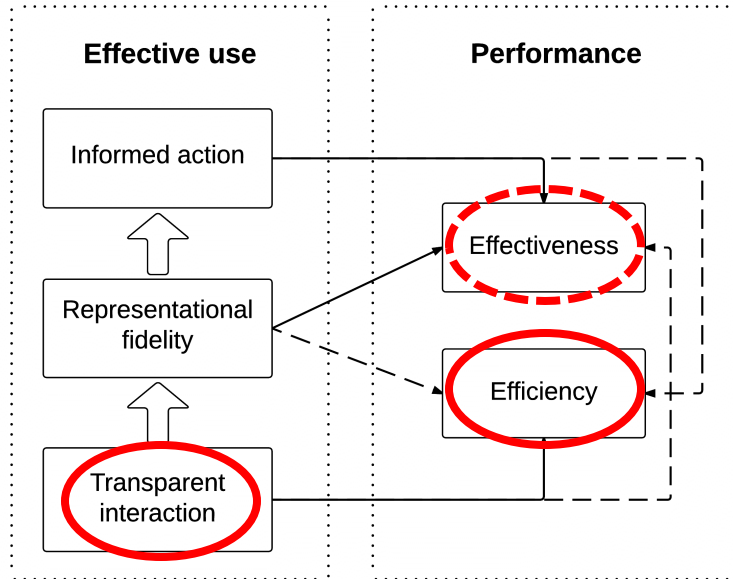 Effective use
Performance
Informed action
Effectiveness
Representational
fidelity
Efficiency
Transparent
interaction